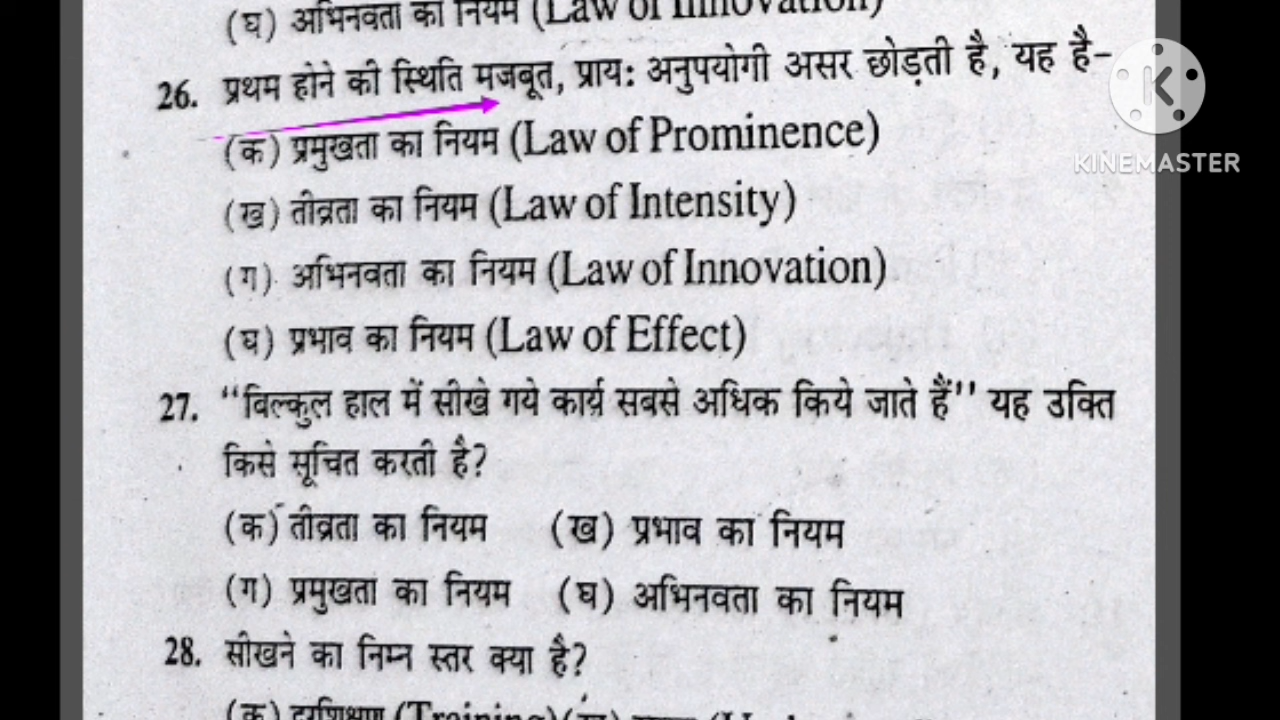 (घ) अभिनवता का नियम (Law of Innovation)
26. प्रथम होने की स्थिति मजबूत, प्राय: अनुपयोगी असर छोड़ती है, यह है-
(क) प्रमुखता का नियम (Law of Prominence)
(ख) तीव्रता का नियम (Law of Intensity)
(ग) अभिनवता का नियम (Law of Innovation)
(घ) प्रभाव का नियम (Law of Effect)
27. "विल्कुल हाल में सीखे गये कार्य सबसे अधिक किये जाते हैं" यह उक्ति
किसे सूचित करती है?
(क) तीव्रता का नियम (ख) प्रभाव का नियम
(ग) प्रमुखता का नियम (घ) अभिनवता का नियम
28. सीखने का निम्न स्तर क्या है?
(क) (Training)
K
KINEMASTER